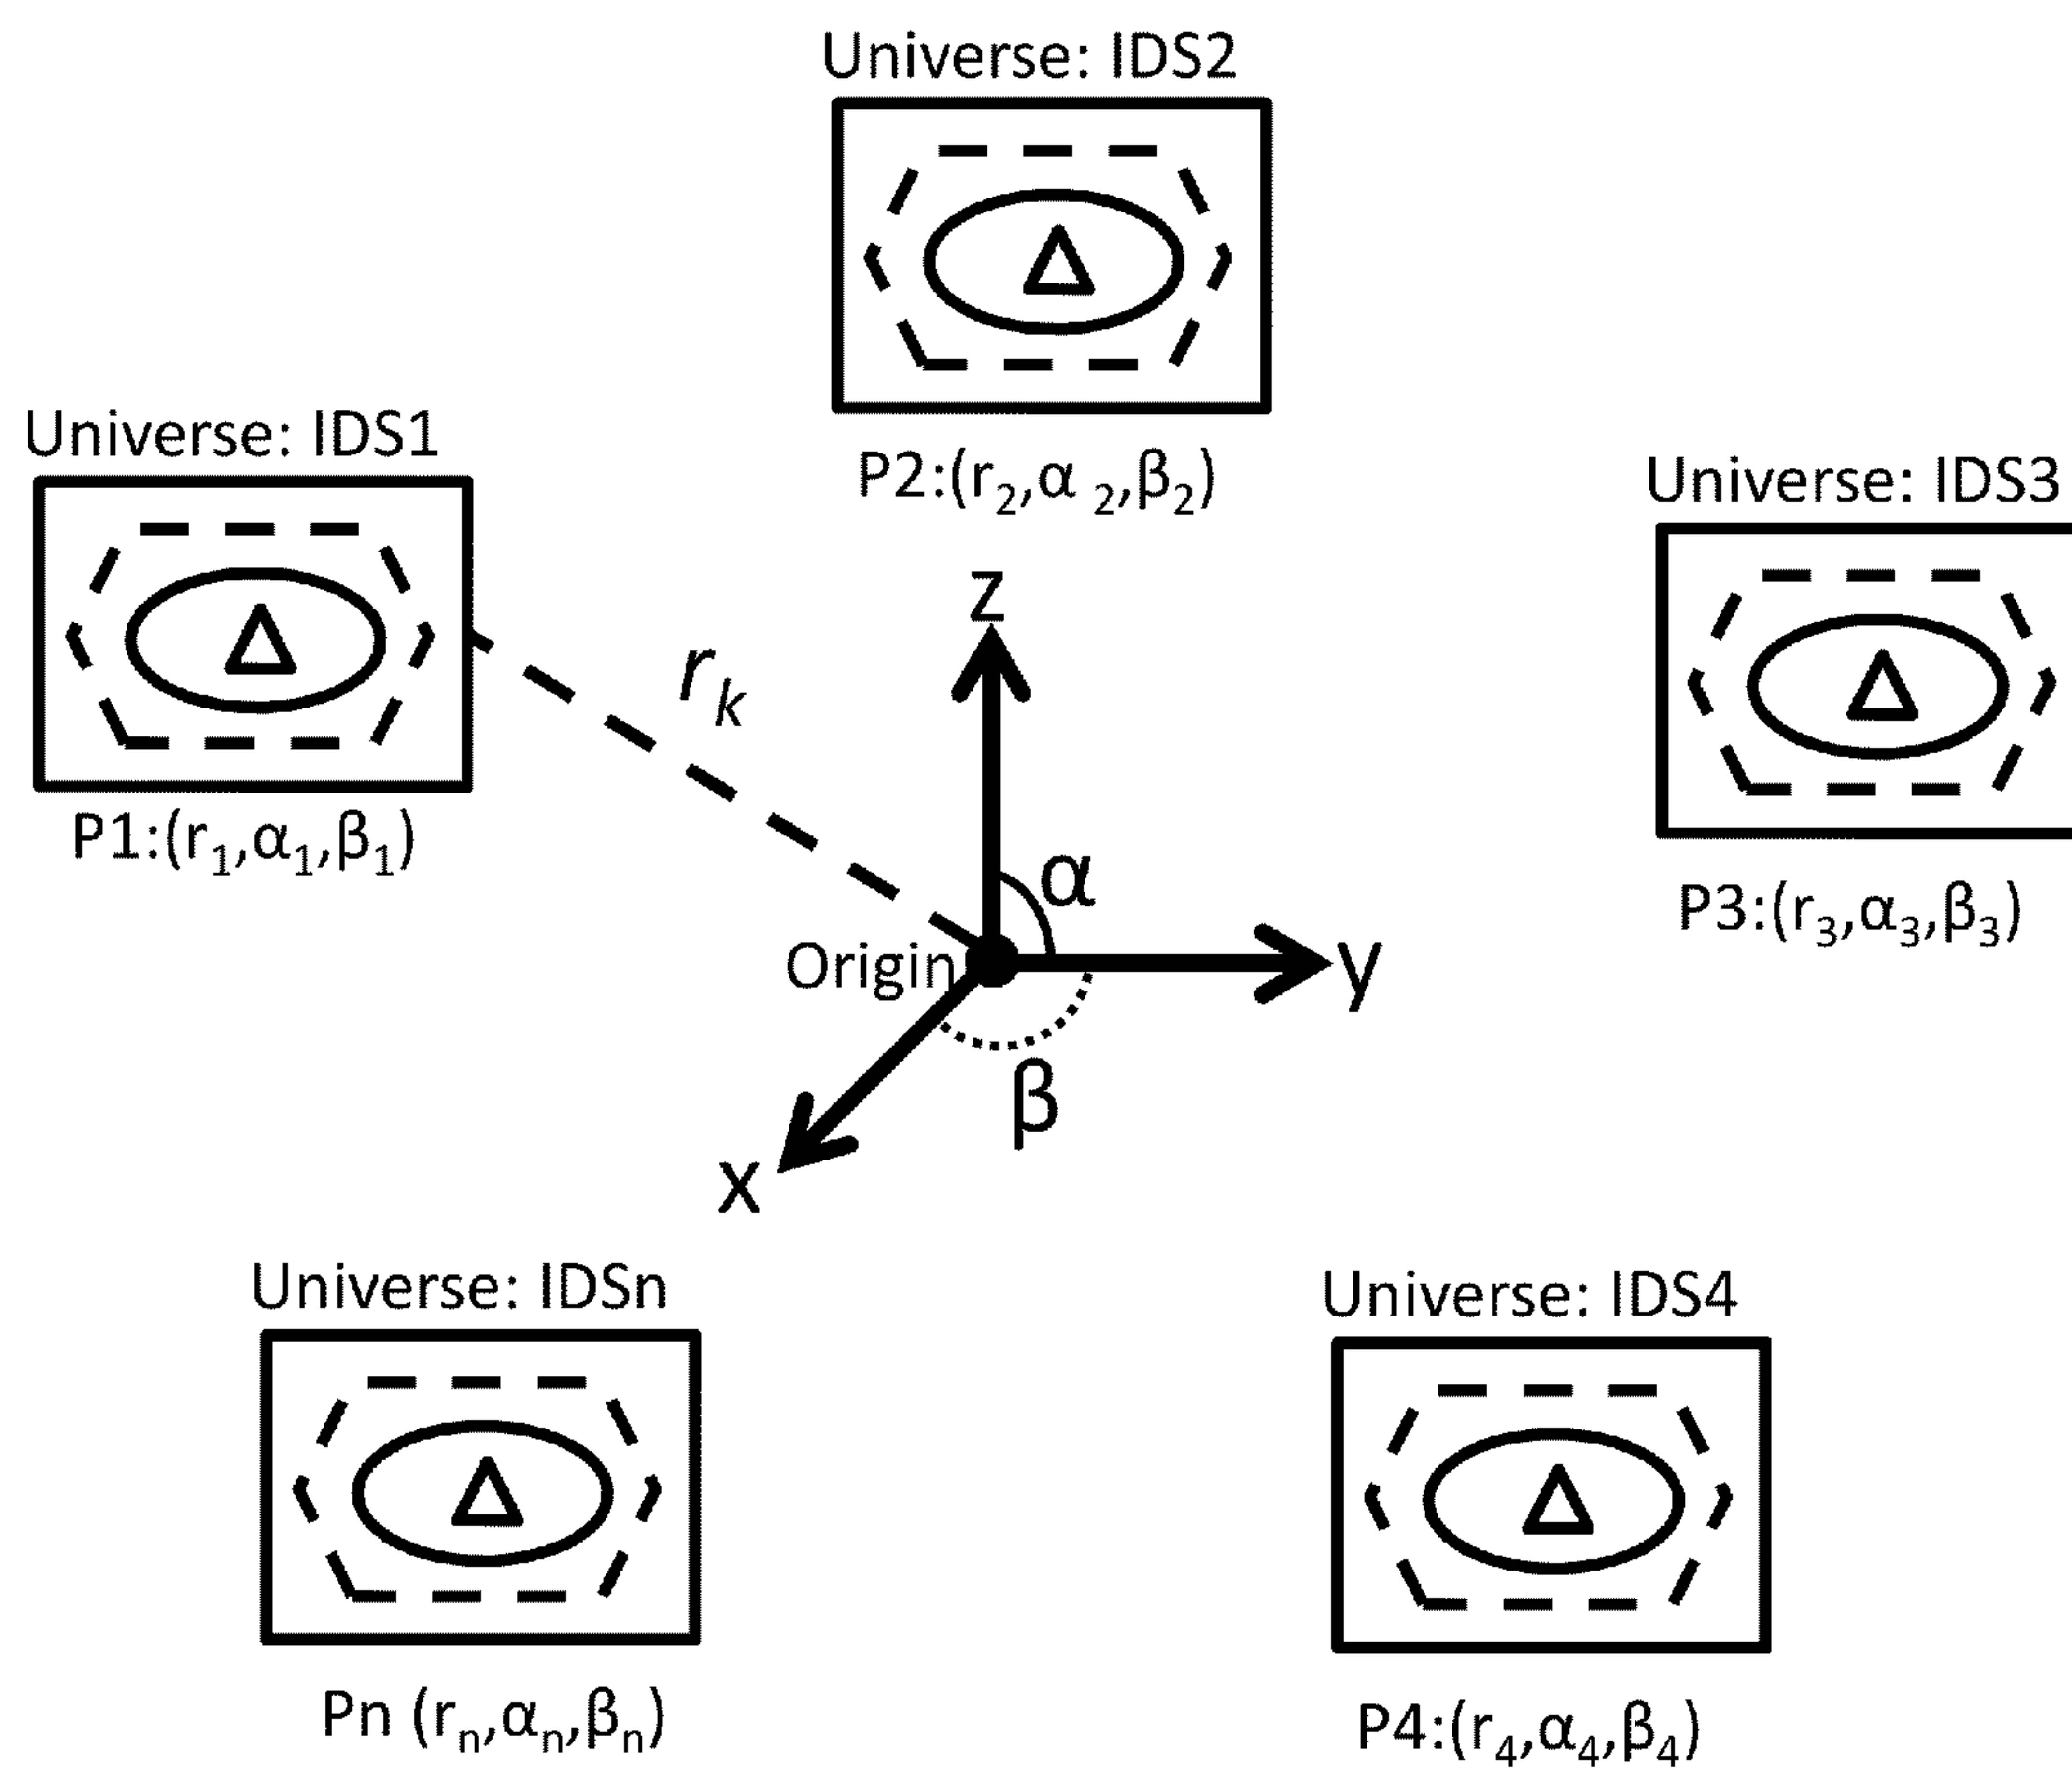 Universe: IDS2
P2:(r₂,α ₂,β₂)
Universe: IDS1
P1:(r₁,α₁,β₁)
Universe: IDS3
P3:(r₃,α₃,β₃)
z
rₖ
α
Origin
y
β
x
Universe: IDSn
Pn (rₙ,αₙ,βₙ)
Universe: IDS4
P4:(r₄,α₄,β₄)